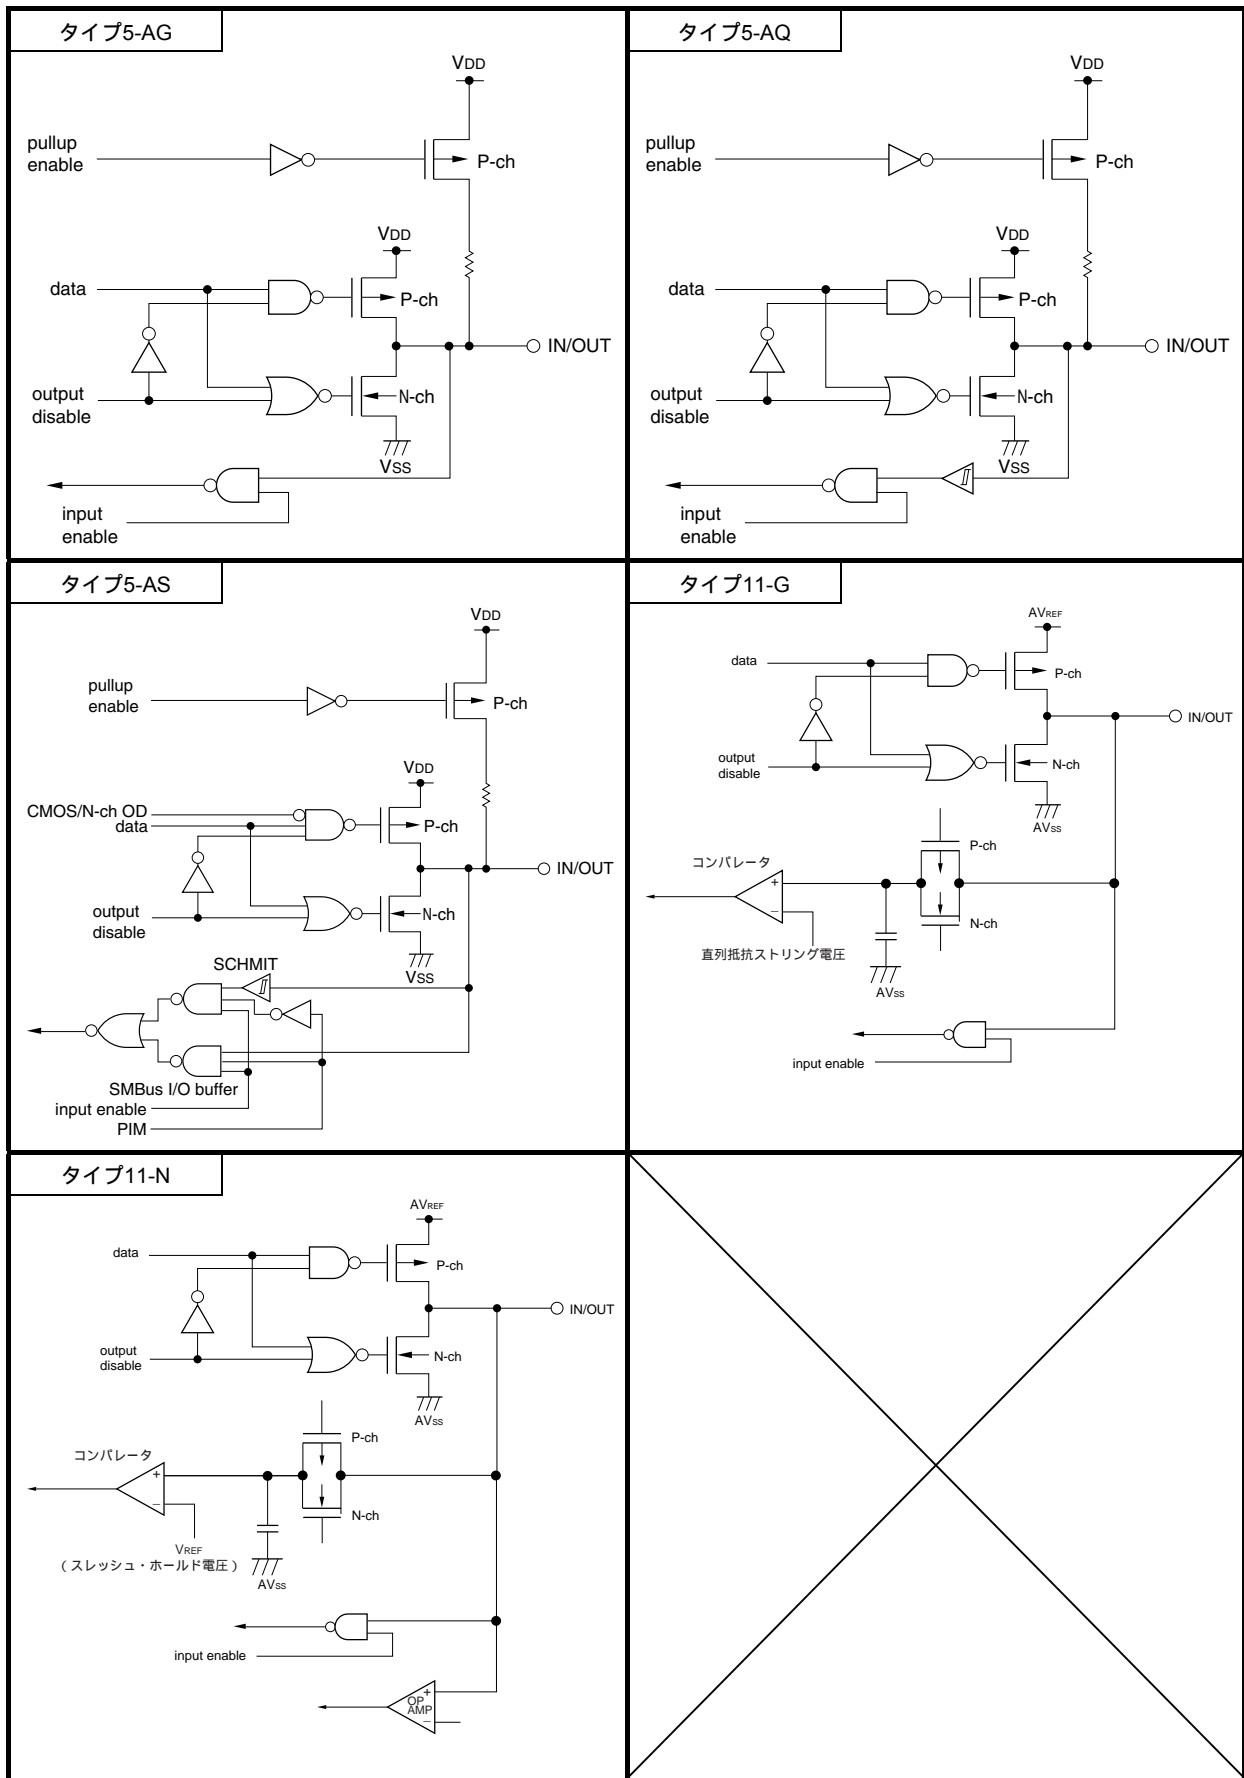 タイプ5-AG
VDD
pullup
enable
P-ch
VDD
data
P-ch
IN/OUT
output
disable
N-ch
VSS
input
enable
タイプ5-AQ
VDD
pullup
enable
P-ch
VDD
data
P-ch
IN/OUT
output
disable
N-ch
VSS
input
enable
タイプ5-AS
VDD
pullup
enable
P-ch
VDD
CMOS/N-ch OD
data
P-ch
IN/OUT
output
disable
N-ch
VSS
SCHMIT
SMBus I/O buffer
input enable
PIM
タイプ11-G
AVREF
data
P-ch
IN/OUT
output
disable
N-ch
AVSS
P-ch
コンパレータ
+
−
N-ch
直列抵抗ストリング電圧
AVSS
input enable
タイプ11-N
AVREF
data
P-ch
IN/OUT
output
disable
N-ch
AVSS
P-ch
コンパレータ
+
−
N-ch
VREF
（スレッシュ・ホールド電圧）
AVSS
input enable
+
OP
AMP
−